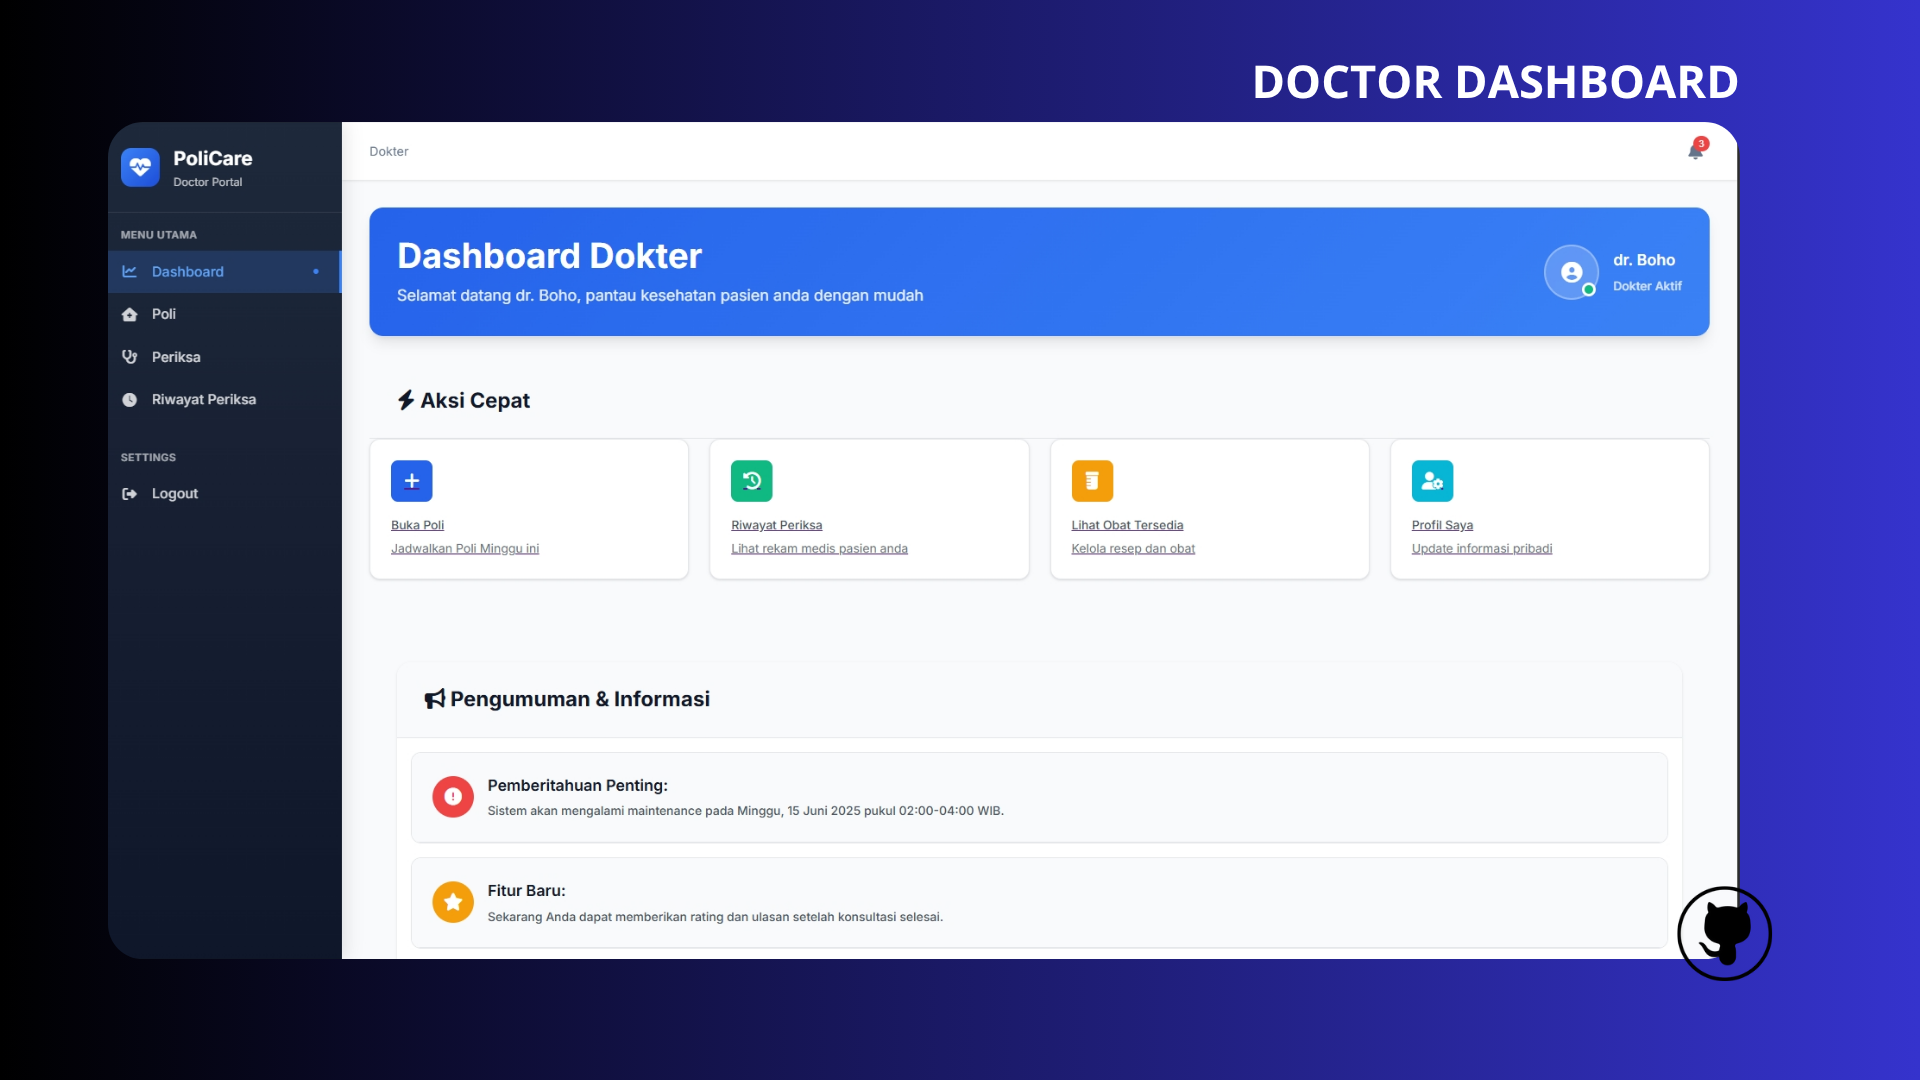 DOCTOR DASHBOARD
PoliCare
Doctor Portal
MENU UTAMA
Dashboard
Poli
Periksa
Riwayat Periksa
SETTINGS
Logout
Dokter
3
Dashboard Dokter
Selamat datang dr. Boho, pantau kesehatan pasien anda dengan mudah
dr. Boho
Dokter Aktif
Aksi Cepat
Buka Poli
Jadwalkan Poli Minggu ini
Riwayat Periksa
Lihat rekam medis pasien anda
Lihat Obat Tersedia
Kelola resep dan obat
Profil Saya
Update informasi pribadi
Pengumuman & Informasi
Pemberitahuan Penting:
Sistem akan mengalami maintenance pada Minggu, 15 Juni 2025 pukul 02:00-04:00 WIB.
Fitur Baru:
Sekarang Anda dapat memberikan rating dan ulasan setelah konsultasi selesai.